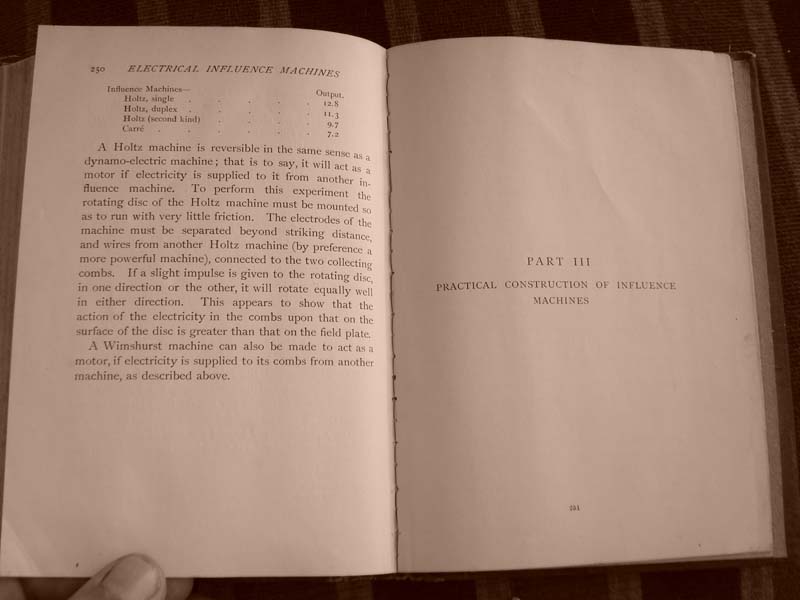 250 ELECTRICAL INFLUENCE MACHINES
Influence Machines— Output.
Holtz, single . . . . . 12.8
Holtz, duplex . . . . . 11.3
Holtz (second kind) . . . . 9.7
Carré . . . . . . 7.2
A Holtz machine is reversible in the same sense as a
dynamo-electric machine; that is to say, it will act as a
motor if electricity is supplied to it from another in-
fluence machine. To perform this experiment the
rotating disc of the Holtz machine must be mounted so
as to run with very little friction. The electrodes of the
machine must be separated beyond striking distance,
and wires from another Holtz machine (by preference a
more powerful machine), connected to the two collecting
combs. If a slight impulse is given to the rotating disc,
in one direction or the other, it will rotate equally well
in either direction. This appears to show that the
action of the electricity in the combs upon that on the
surface of the disc is greater than that on the field plate.
A Wimshurst machine can also be made to act as a
motor, if electricity is supplied to its combs from another
machine, as described above.
PART III
PRACTICAL CONSTRUCTION OF INFLUENCE
MACHINES
251